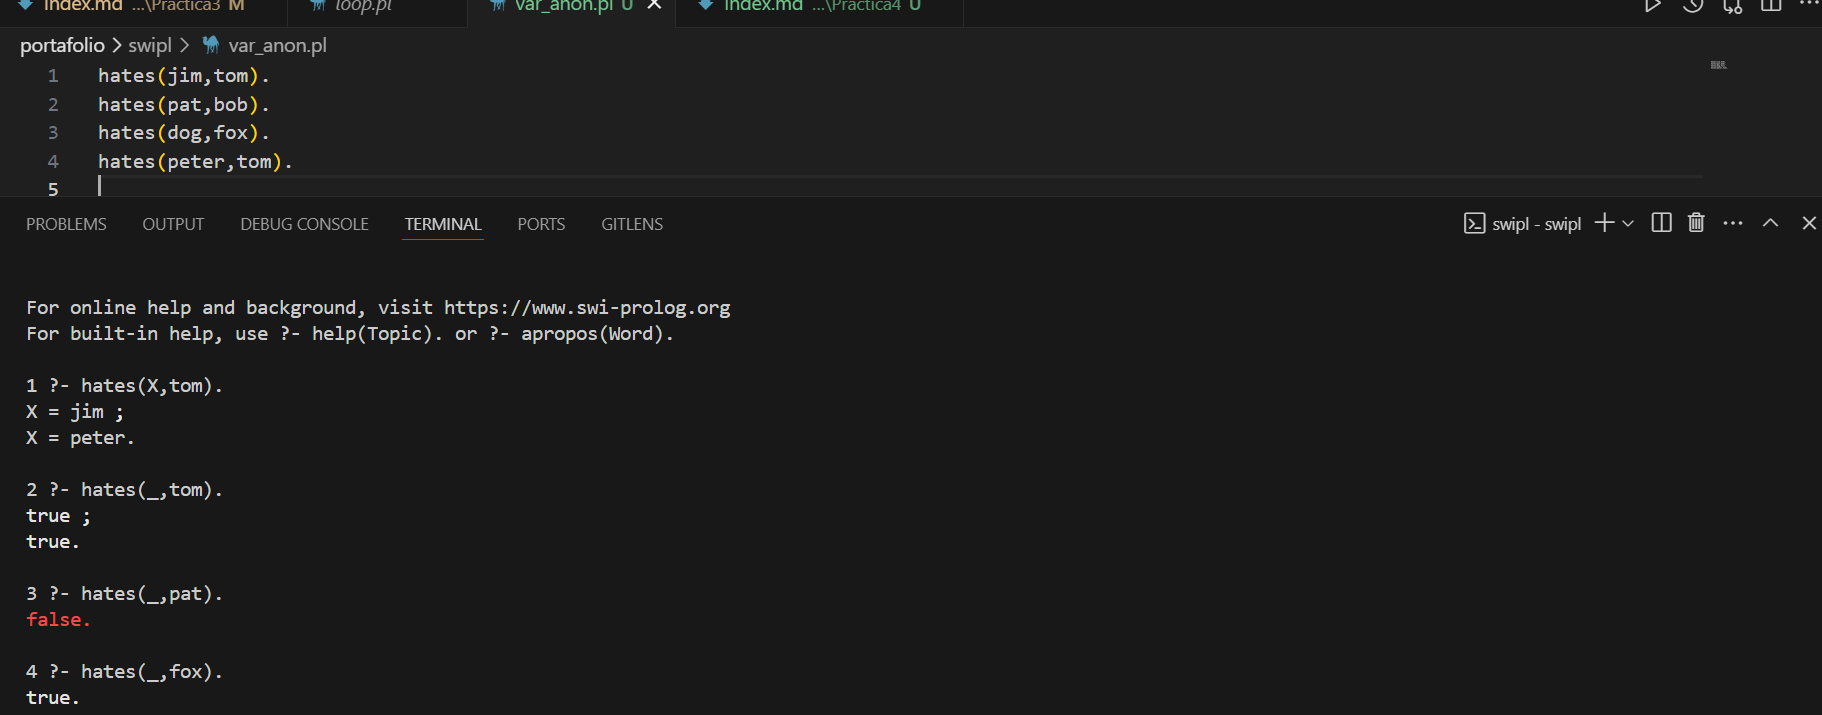 index.md ...\Practica3 M loop.pl var_anon.pl U index.md ...\Practica4 U
portafolio > swipl > var_anon.pl
1 hates(jim,tom).
2 hates(pat,bob).
3 hates(dog,fox).
4 hates(peter,tom).
5
PROBLEMS OUTPUT DEBUG CONSOLE TERMINAL PORTS GITLENS swipl - swipl
For online help and background, visit https://www.swi-prolog.org
For built-in help, use ?- help(Topic). or ?- apropos(Word).
1 ?- hates(X,tom).
X = jim ;
X = peter.
2 ?- hates(_,tom).
true ;
true.
3 ?- hates(_,pat).
false.
4 ?- hates(_,fox).
true.